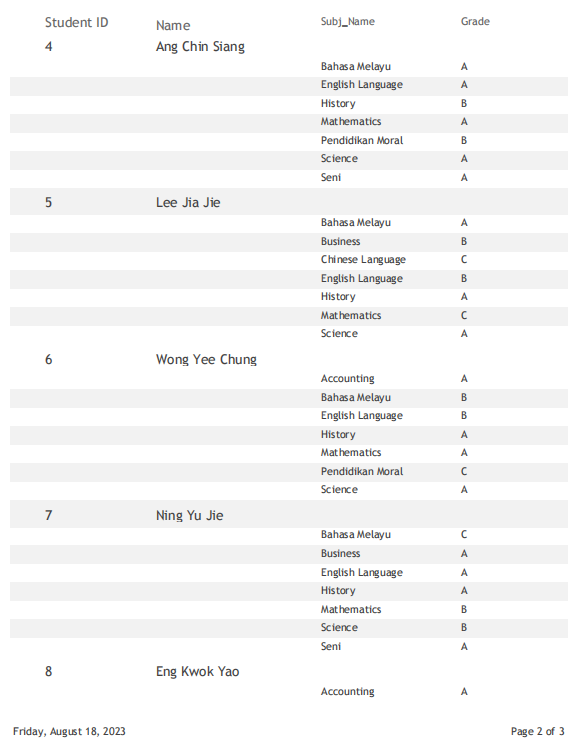 Student ID Name Subj_Name Grade
4 Ang Chin Siang
Bahasa Melayu A
English Language A
History B
Mathematics A
Pendidikan Moral B
Science A
Seni A
5 Lee Jia Jie
Bahasa Melayu A
Business B
Chinese Language C
English Language B
History A
Mathematics C
Science A
6 Wong Yee Chung
Accounting A
Bahasa Melayu B
English Language B
History A
Mathematics A
Pendidikan Moral C
Science A
7 Ning Yu Jie
Bahasa Melayu C
Business A
English Language A
History A
Mathematics B
Science B
Seni A
8 Eng Kwok Yao
Accounting A
Friday, August 18, 2023 Page 2 of 3